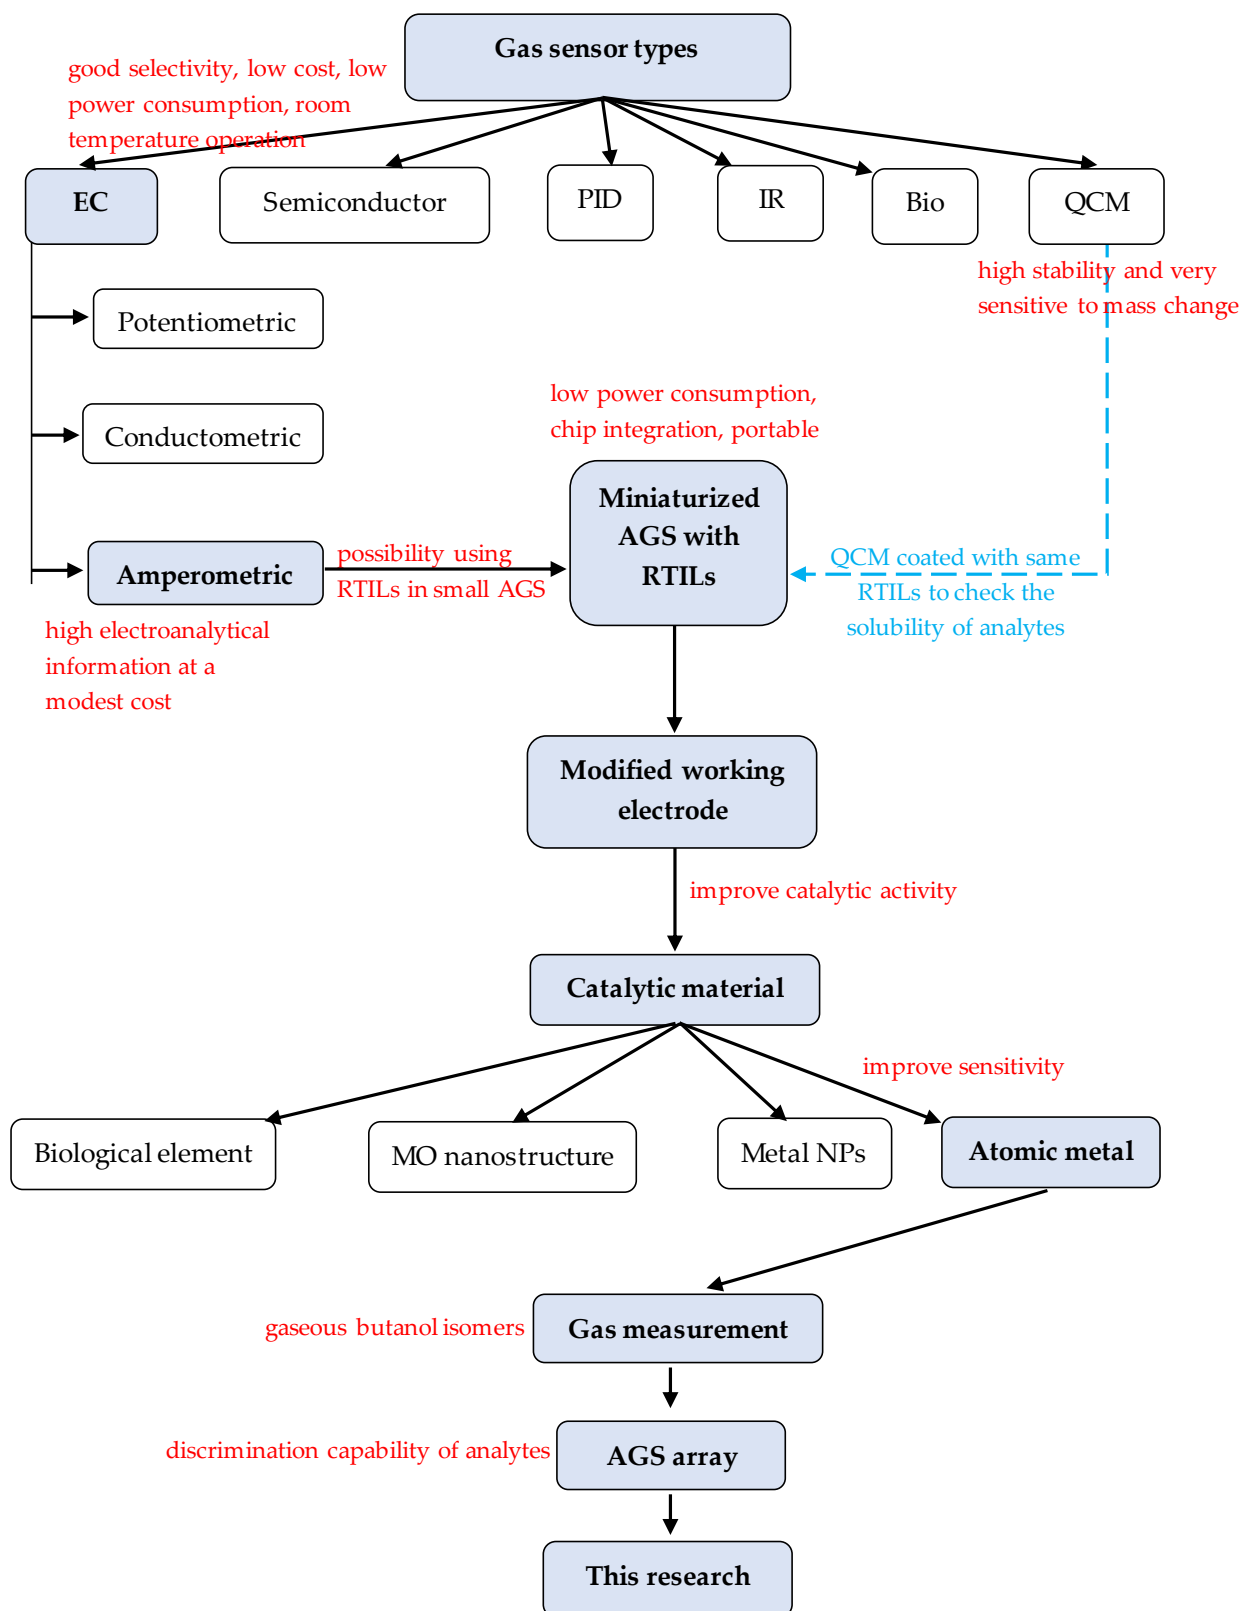 Gas sensor types
good selectivity, low cost, low
power consumption, room
temperature operation
EC
Semiconductor
PID
IR
Bio
QCM
high stability and very
sensitive to mass change
Potentiometric
Conductometric
low power consumption,
chip integration, portable
Miniaturized
AGS with
RTILs
Amperometric
possibility using
RTILs in small AGS
QCM coated with same
RTILs to check the
solubility of analytes
high electroanalytical
information at a
modest cost
Modified working
electrode
improve catalytic activity
Catalytic material
improve sensitivity
Biological element
MO nanostructure
Metal NPs
Atomic metal
gaseous butanol isomers
Gas measurement
discrimination capability of analytes
AGS array
This research